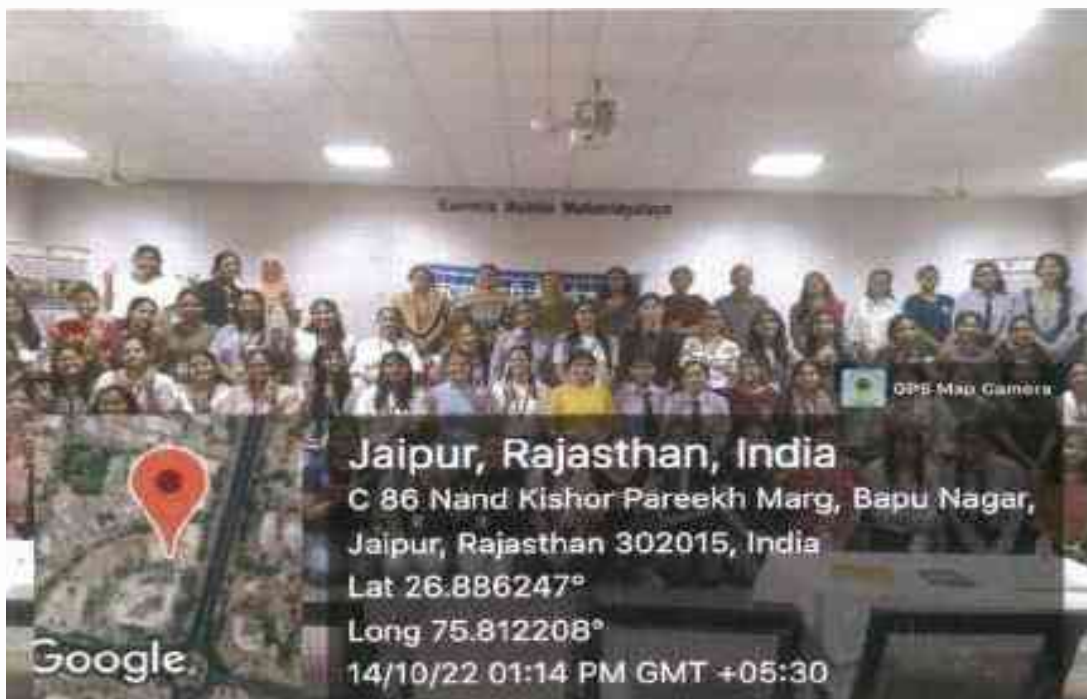 Mahavidyalaya
GPS Map Camera
Jaipur, Rajasthan, India
C 86 Nand Kishor Pareekh Marg, Bapu Nagar,
Jaipur, Rajasthan 302015, India
Lat 26.886247°
Long 75.812208°
14/10/22 01:14 PM GMT +05:30
Google